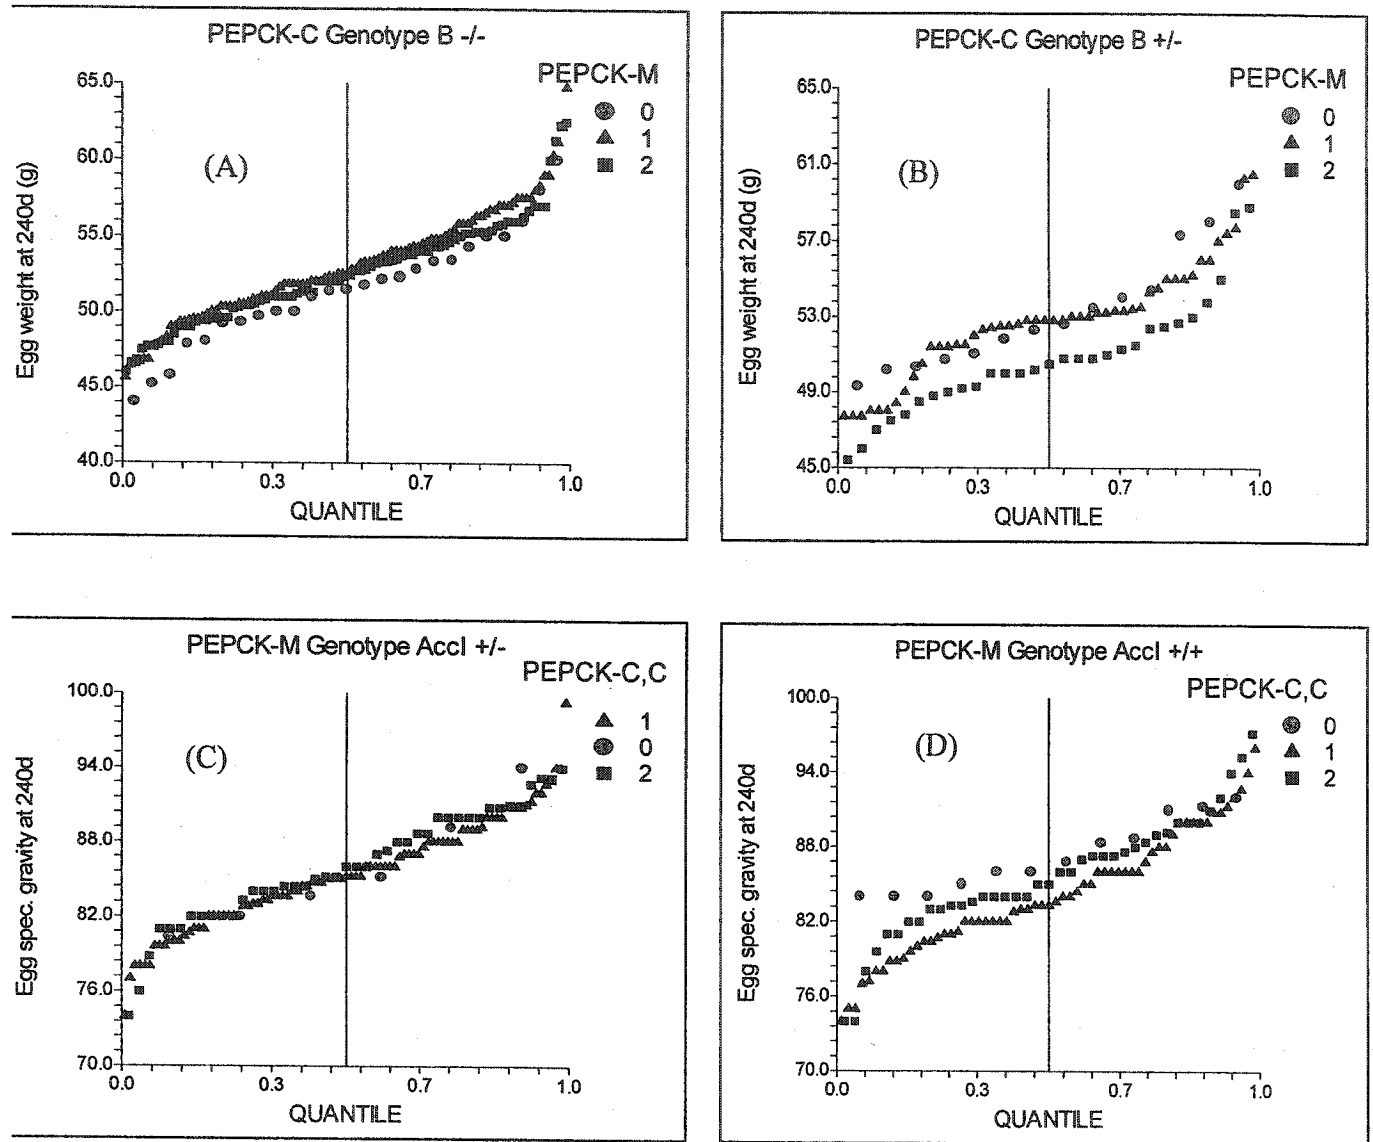 PEPCK-C Genotype B -/-
PEPCK-M
0
1
2
(A)
Egg weight at 240d (g)
65.0
60.0
55.0
50.0
45.0
40.0
0.0
0.3
0.7
1.0
QUANTILE
PEPCK-C Genotype B +/-
PEPCK-M
0
1
2
(B)
Egg weight at 240d (g)
65.0
61.0
57.0
53.0
49.0
45.0
0.0
0.3
0.7
1.0
QUANTILE
PEPCK-M Genotype AccI +/-
PEPCK-C,C
1
0
2
(C)
Egg spec. gravity at 240d
100.0
94.0
88.0
82.0
76.0
70.0
0.0
0.3
0.7
1.0
QUANTILE
PEPCK-M Genotype AccI +/+
PEPCK-C,C
0
1
2
(D)
Egg spec. gravity at 240d
100.0
94.0
88.0
82.0
76.0
70.0
0.0
0.3
0.7
1.0
QUANTILE